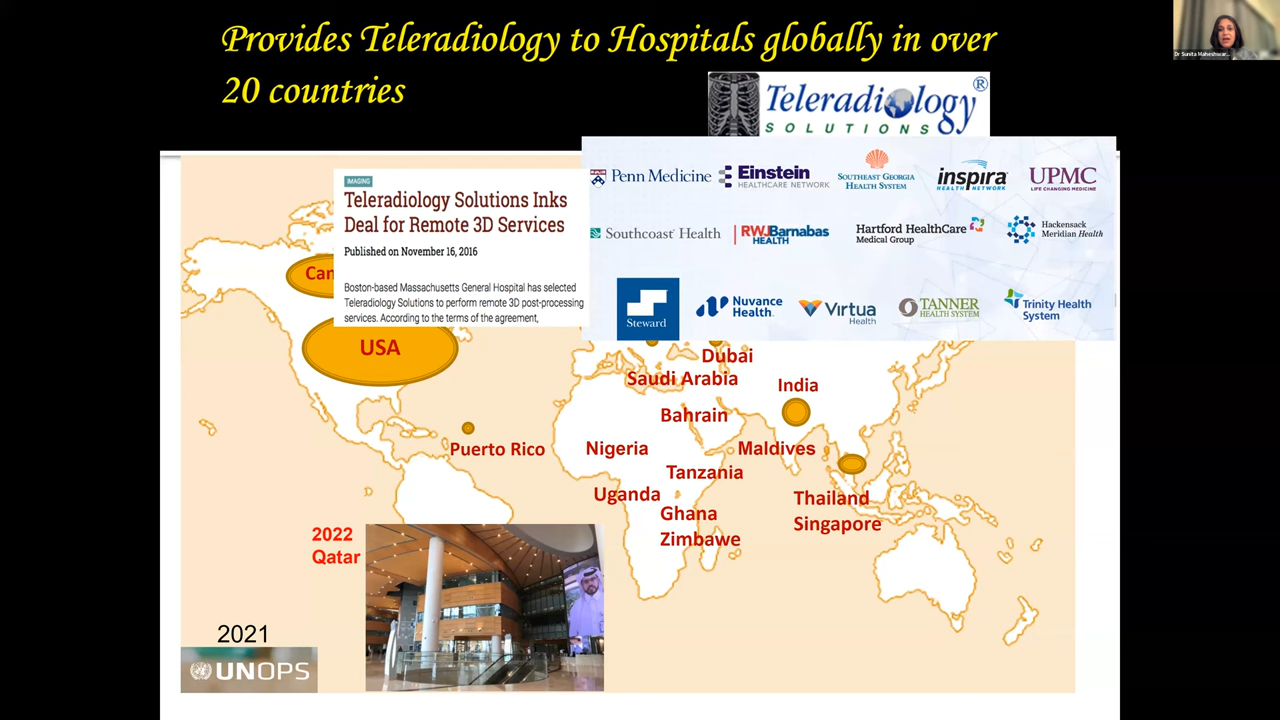 Provides Teleradiology to Hospitals globally in over
20 countries
Dr Sunita Maheshwar...
Teleradiology®
SOLUTIONS
IMAGING
Teleradiology Solutions Inks
Deal for Remote 3D Services
Published on November 16, 2016
Boston-based Massachusetts General Hospital has selected
Teleradiology Solutions to perform remote 3D post-processing
services. According to the terms of the agreement,
Penn Medicine
Einstein
HEALTHCARE NETWORK
SOUTHEAST GEORGIA
HEALTH SYSTEM
inspira
HEALTH NETWORK
UPMC
LIFE CHANGING MEDICINE
Southcoast Health
RWJBarnabas
HEALTH
Hartford HealthCare
Medical Group
Hackensack
Meridian Health
Steward
Nuvance
Health
Virtua
Health
TANNER
HEALTH SYSTEM
Trinity Health
System
Can
USA
Dubai
Saudi Arabia
India
Bahrain
Puerto Rico
Nigeria
Maldives
Tanzania
Uganda
Thailand
Ghana
Singapore
Zimbawe
2022
Qatar
2021
UNOPS